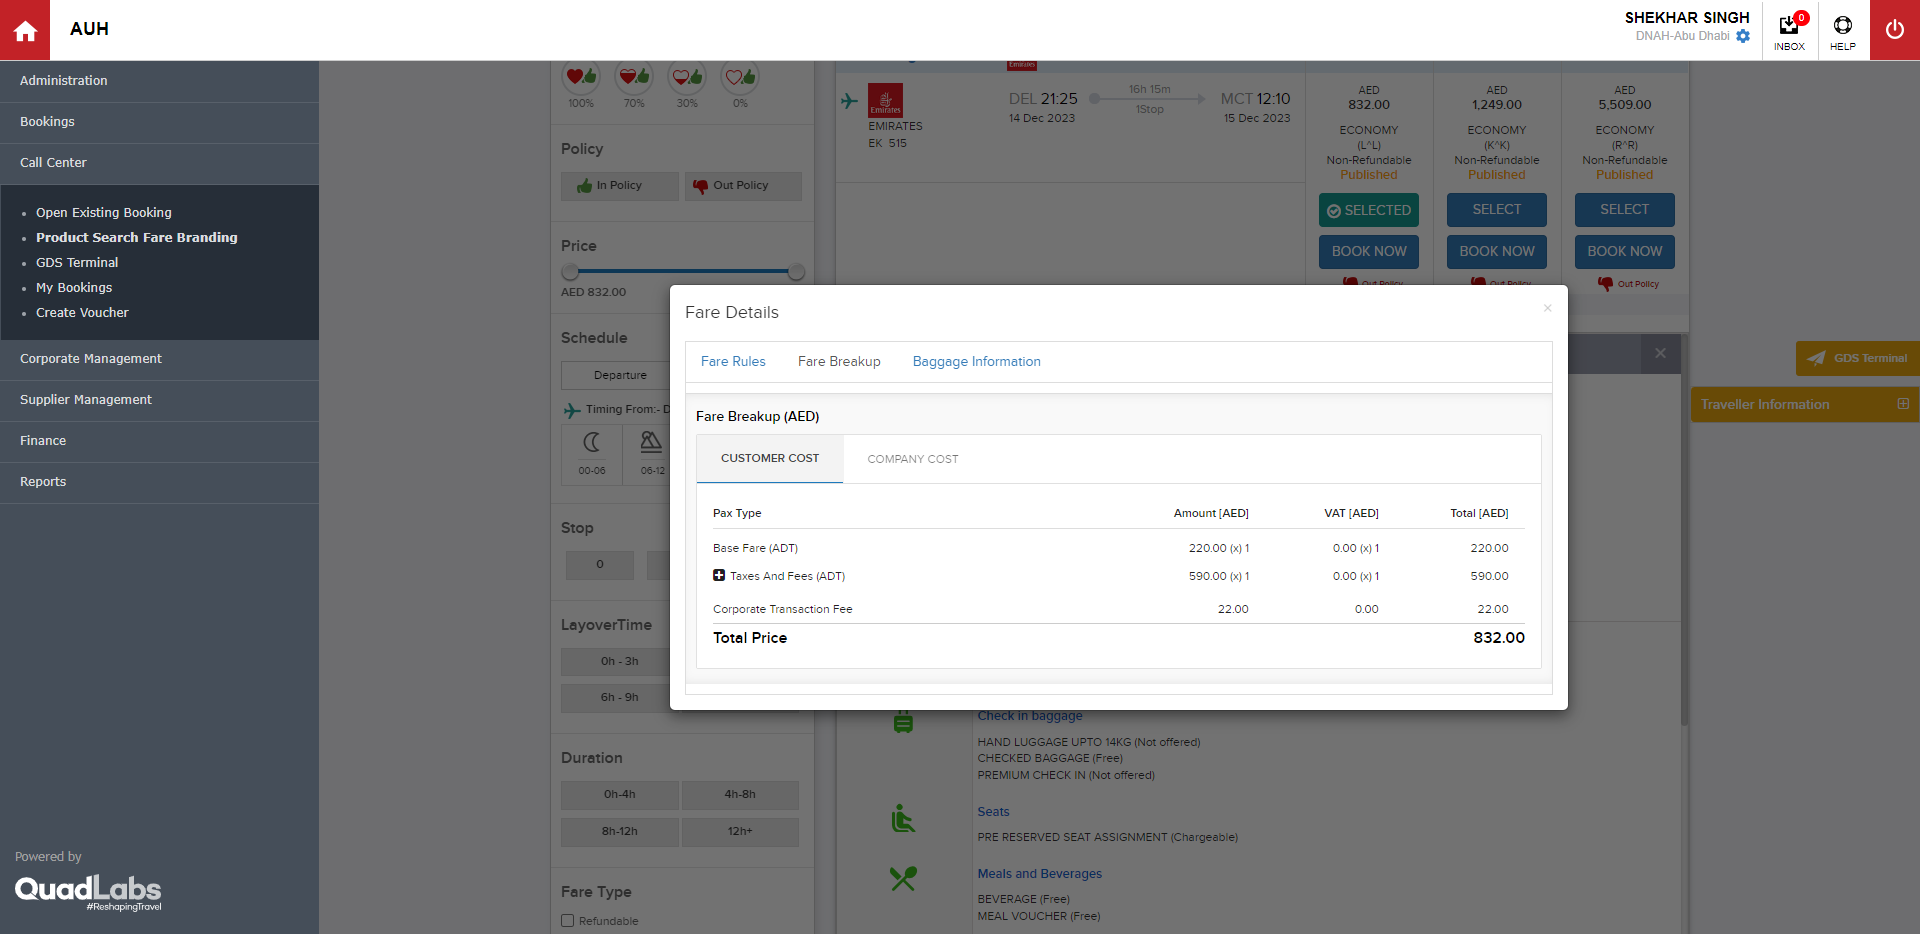 AUH
SHEKHAR SINGH
DNAH-Abu Dhabi
0
INBOX
HELP
Administration
Bookings
Call Center
Open Existing Booking
Product Search Fare Branding
GDS Terminal
My Bookings
Create Voucher
Corporate Management
Supplier Management
Finance
Reports
Powered by
QuadLabs
#ReshapingTravel
100%
70%
30%
0%
Policy
In Policy
Out Policy
Price
AED 832.00
Schedule
Departure
Timing From:- D
00-06
06-12
Stop
0
LayoverTime
0h - 3h
6h - 9h
Duration
0h-4h
4h-8h
8h-12h
12h+
Fare Type
Refundable
Emirates
EMIRATES
EK 515
DEL 21:25
14 Dec 2023
16h 15m
1Stop
MCT 12:10
15 Dec 2023
AED
832.00
ECONOMY
(L^L)
Non-Refundable
Published
SELECTED
BOOK NOW
Out Policy
AED
1,249.00
ECONOMY
(K^K)
Non-Refundable
Published
SELECT
BOOK NOW
Out Policy
AED
5,509.00
ECONOMY
(R^R)
Non-Refundable
Published
SELECT
BOOK NOW
Out Policy
GDS Terminal
Traveller Information
Fare Details
×
Fare Rules
Fare Breakup
Baggage Information
Fare Breakup (AED)
CUSTOMER COST
COMPANY COST
Pax Type Amount [AED] VAT [AED] Total [AED]
Base Fare (ADT) 220.00 (x) 1 0.00 (x) 1 220.00
Taxes And Fees (ADT) 590.00 (x) 1 0.00 (x) 1 590.00
Corporate Transaction Fee 22.00 0.00 22.00
Total Price 832.00
Check in baggage
HAND LUGGAGE UPTO 14KG (Not offered)
CHECKED BAGGAGE (Free)
PREMIUM CHECK IN (Not offered)
Seats
PRE RESERVED SEAT ASSIGNMENT (Chargeable)
Meals and Beverages
BEVERAGE (Free)
MEAL VOUCHER (Free)